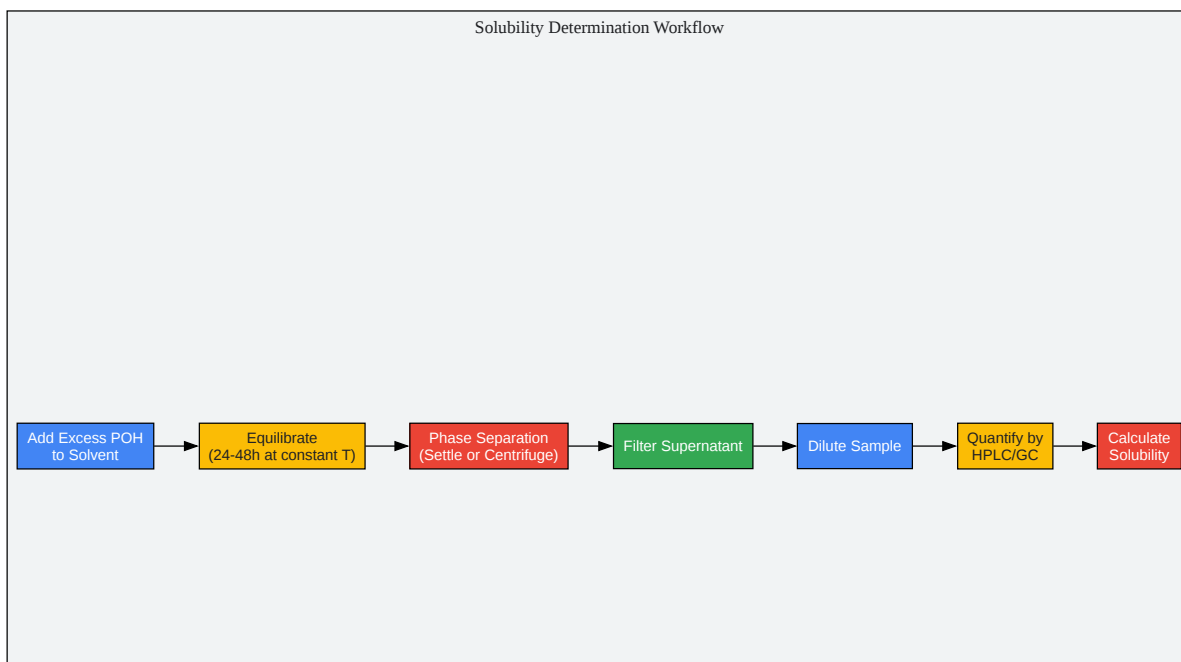 Solubility Determination Workflow
Add Excess POH
to Solvent
Equilibrate
(24-48h at constant T)
Phase Separation
(Settle or Centrifuge)
Filter Supernatant
Dilute Sample
Quantify by
HPLC/GC
Calculate
Solubility